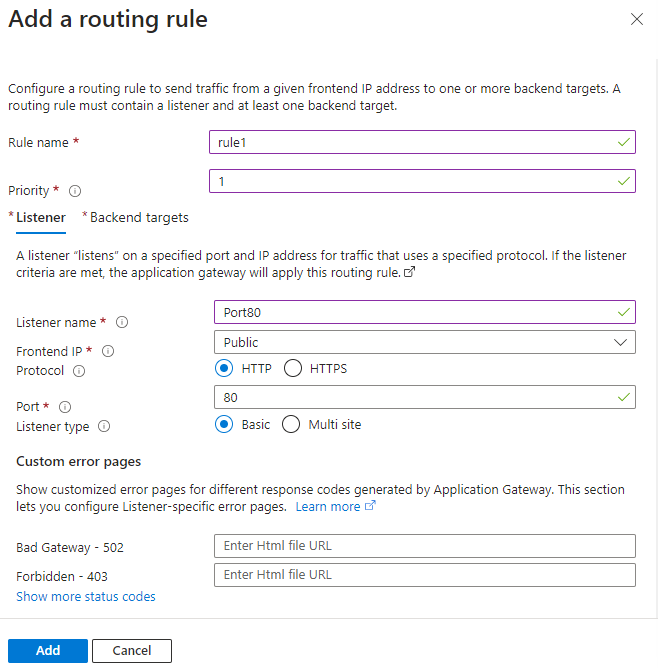 Add a routing rule
Configure a routing rule to send traffic from a given frontend IP address to one or more backend targets. A
routing rule must contain a listener and at least one backend target.
Rule name *
rule1
Priority *
1
* Listener * Backend targets
A listener “listens” on a specified port and IP address for traffic that uses a specified protocol. If the listener
criteria are met, the application gateway will apply this routing rule.
Listener name *
Port80
Frontend IP *
Public
Protocol
HTTP HTTPS
Port *
80
Listener type
Basic Multi site
Custom error pages
Show customized error pages for different response codes generated by Application Gateway. This section
lets you configure Listener-specific error pages. Learn more
Bad Gateway - 502
Enter Html file URL
Forbidden - 403
Enter Html file URL
Show more status codes
Add Cancel